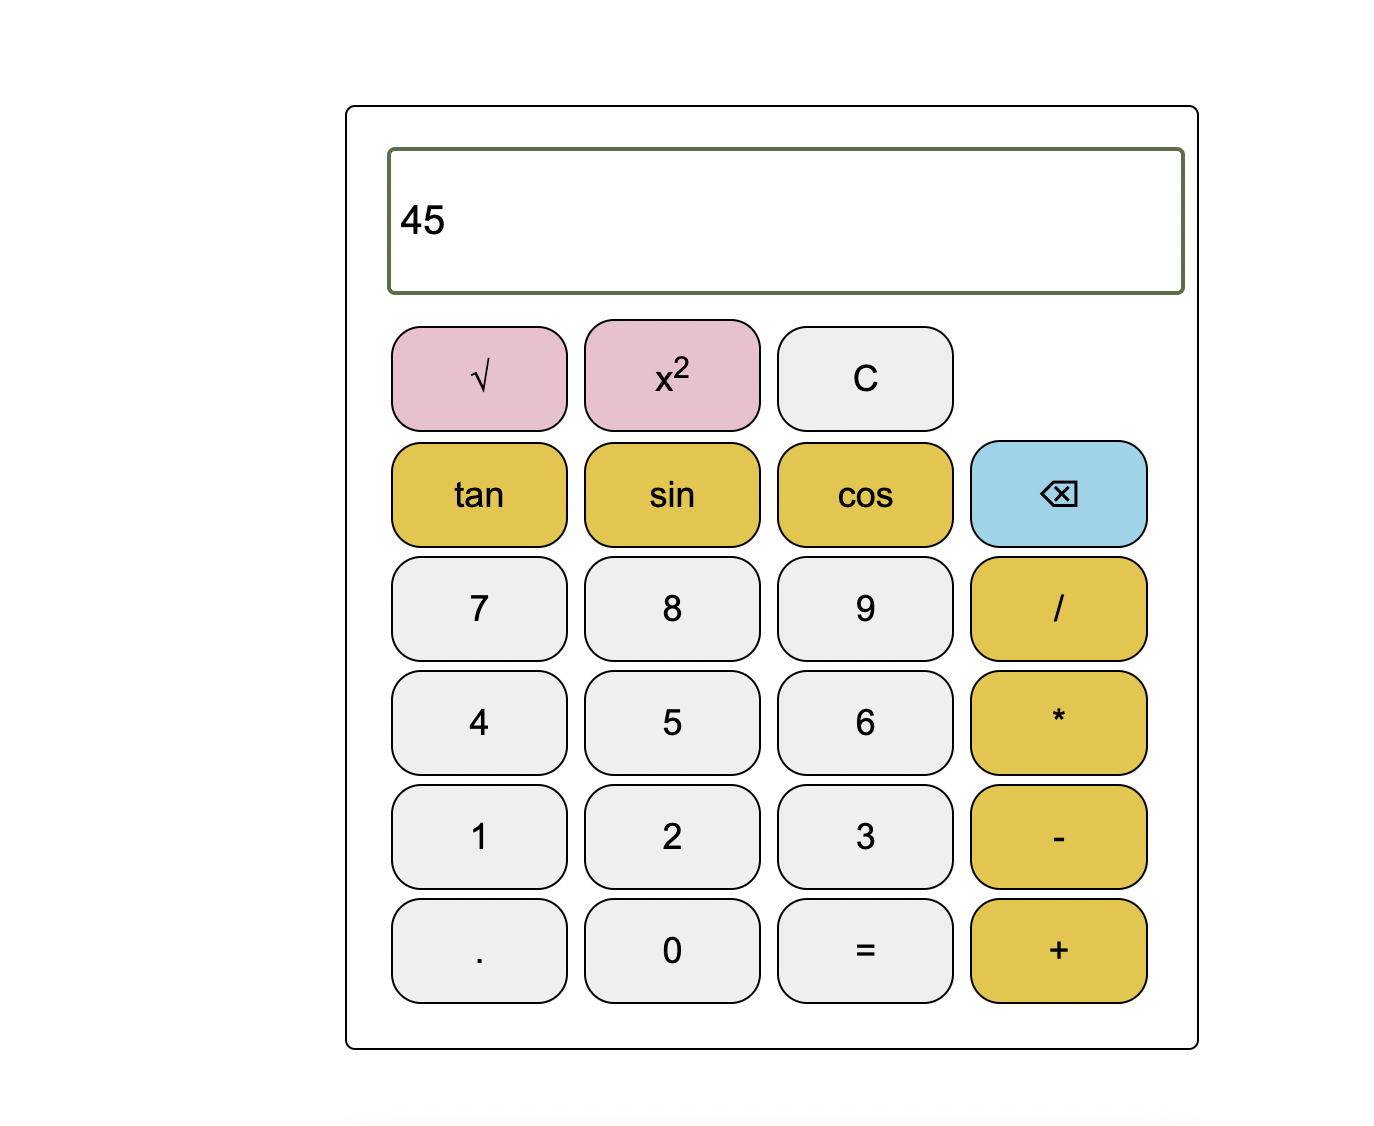 45
√ x² C
tan sin cos ⌫
7 8 9 /
4 5 6 *
1 2 3 -
. 0 = +